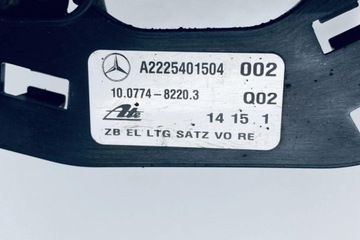 A2225401504 002
10.0774-8220.3 Q02
Ate 14 15 1
ZB EL LTG SATZ VO RE